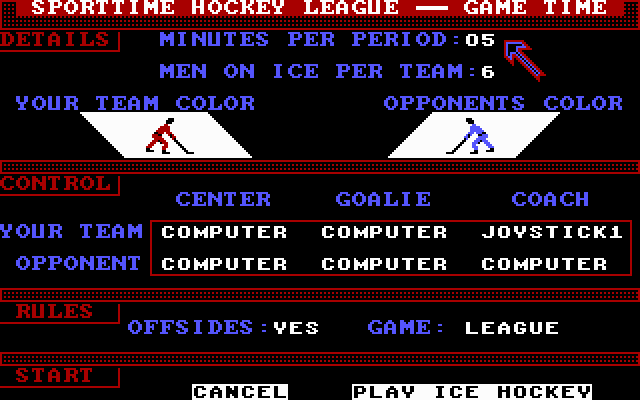 SPORTTIME HOCKEY LEAGUE — GAME TIME
DETAILS
MINUTES PER PERIOD:05
MEN ON ICE PER TEAM:6
YOUR TEAM COLOR OPPONENTS COLOR
CONTROL
CENTER GOALIE COACH
YOUR TEAM COMPUTER COMPUTER JOYSTICK1
OPPONENT COMPUTER COMPUTER COMPUTER
RULES
OFFSIDES:YES GAME: LEAGUE
START
CANCEL PLAY ICE HOCKEY